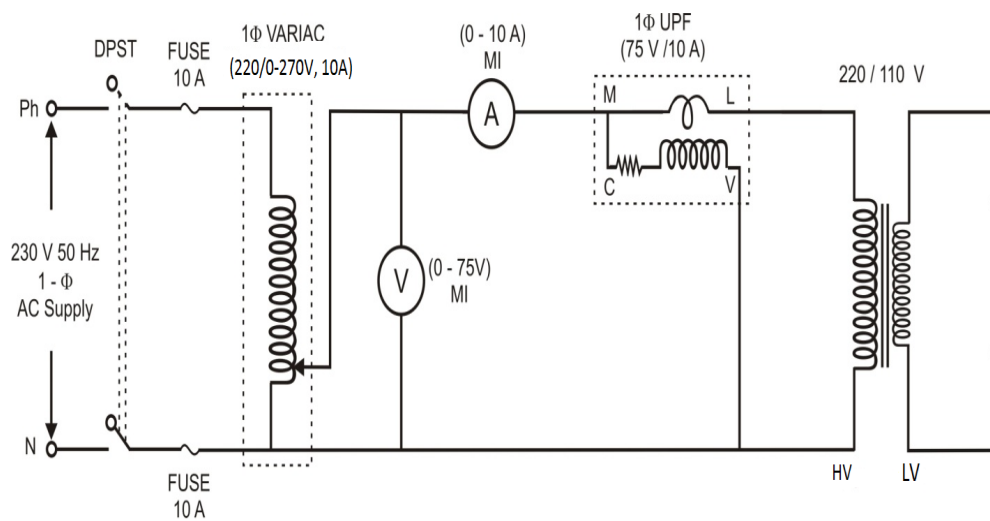 DPST
FUSE
10 A
1Φ VARIAC
(220/0-270V, 10A)
(0 - 10 A)
MI
1Φ UPF
(75 V /10 A)
220 / 110 V
Ph
M
L
A
C
V
230 V 50 Hz
1 - Φ
AC Supply
V
(0 - 75V)
MI
N
FUSE
10 A
HV
LV